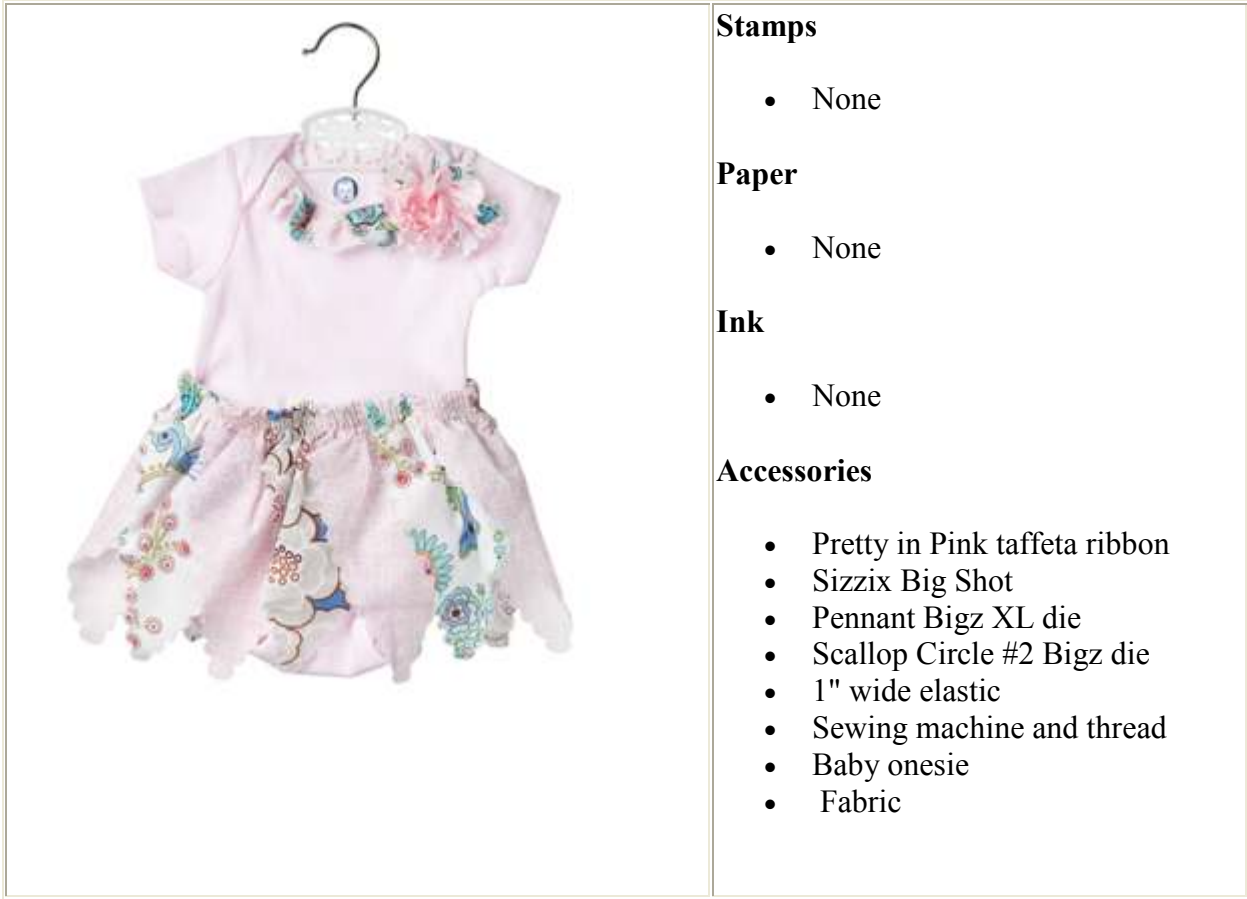 Stamps
• None
Paper
• None
Ink
• None
Accessories
• Pretty in Pink taffeta ribbon
• Sizzix Big Shot
• Pennant Bigz XL die
• Scallop Circle #2 Bigz die
• 1" wide elastic
• Sewing machine and thread
• Baby onesie
• Fabric